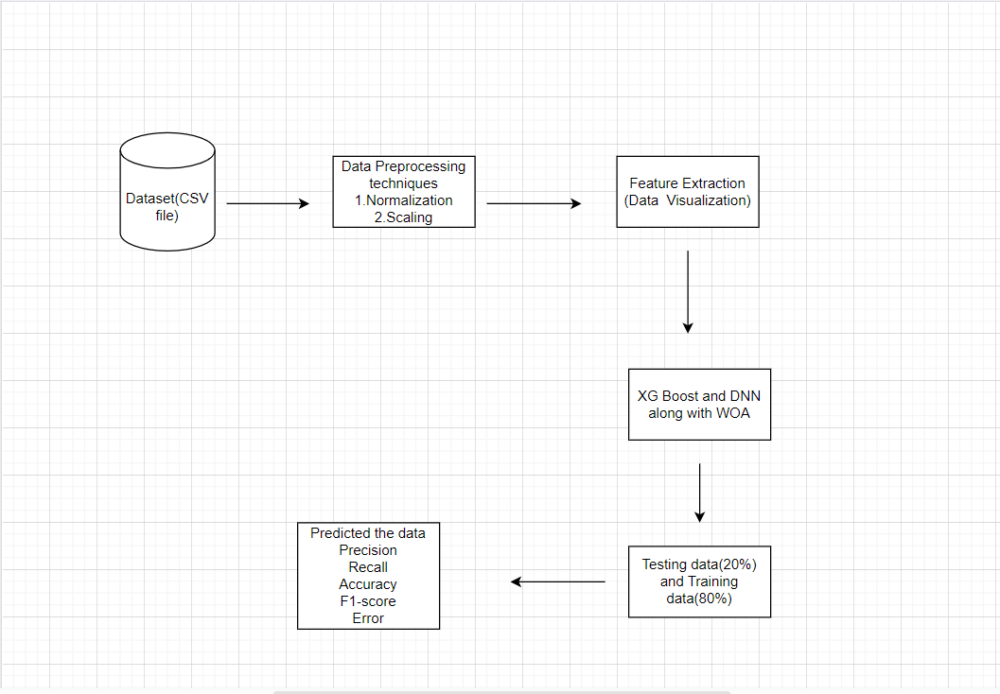 Dataset(CSV
file)
Data Preprocessing
techniques
1.Normalization
2.Scaling
Feature Extraction
(Data  Visualization)
XG Boost and DNN
along with WOA
Testing data(20%)
and Training
data(80%)
Predicted the data
Precision
Recall
Accuracy
F1-score
Error